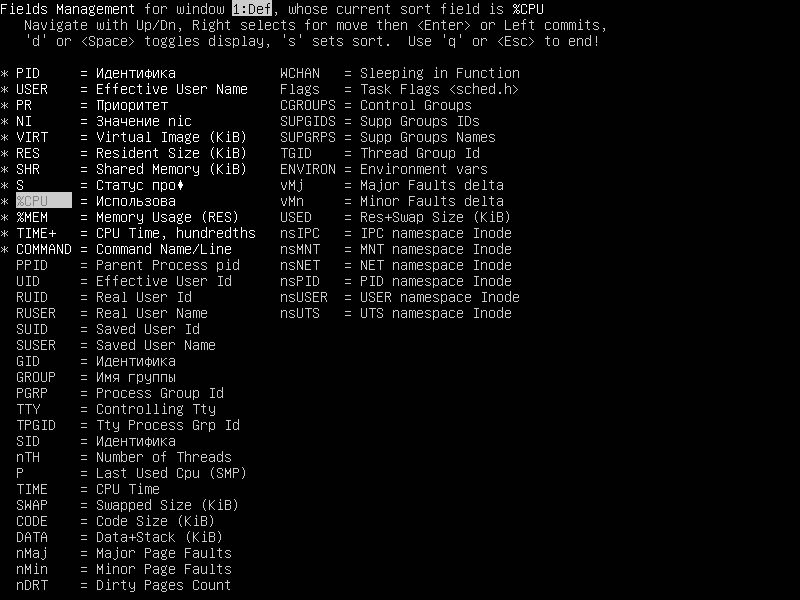 Fields Management for window 1:Def, whose current sort field is %CPU
Navigate with Up/Dn, Right selects for move then <Enter> or Left commits,
'd' or <Space> toggles display, 's' sets sort.  Use 'q' or <Esc> to end!
* PID     = Идентифика             WCHAN   = Sleeping in Function
* USER    = Effective User Name    Flags   = Task Flags <sched.h>
* PR      = Приоритет              CGROUPS = Control Groups
* NI      = Значение nic           SUPGIDS = Supp Groups IDs
* VIRT    = Virtual Image (KiB)    SUPGRPS = Supp Groups Names
* RES     = Resident Size (KiB)    TGID    = Thread Group Id
* SHR     = Shared Memory (KiB)    ENVIRON = Environment vars
* S       = Статус про♦            vMj     = Major Faults delta
* %CPU    = Использова             vMn     = Minor Faults delta
* %MEM    = Memory Usage (RES)     USED    = Res+Swap Size (KiB)
* TIME+   = CPU Time, hundredths   nsIPC   = IPC namespace Inode
* COMMAND = Command Name/Line      nsMNT   = MNT namespace Inode
PPID    = Parent Process pid     nsNET   = NET namespace Inode
UID     = Effective User Id      nsPID   = PID namespace Inode
RUID    = Real User Id           nsUSER  = USER namespace Inode
RUSER   = Real User Name         nsUTS   = UTS namespace Inode
SUID    = Saved User Id
SUSER   = Saved User Name
GID     = Идентифика
GROUP   = Имя группы
PGRP    = Process Group Id
TTY     = Controlling Tty
TPGID   = Tty Process Grp Id
SID     = Идентифика
nTH     = Number of Threads
P       = Last Used Cpu (SMP)
TIME    = CPU Time
SWAP    = Swapped Size (KiB)
CODE    = Code Size (KiB)
DATA    = Data+Stack (KiB)
nMaj    = Major Page Faults
nMin    = Minor Page Faults
nDRT    = Dirty Pages Count